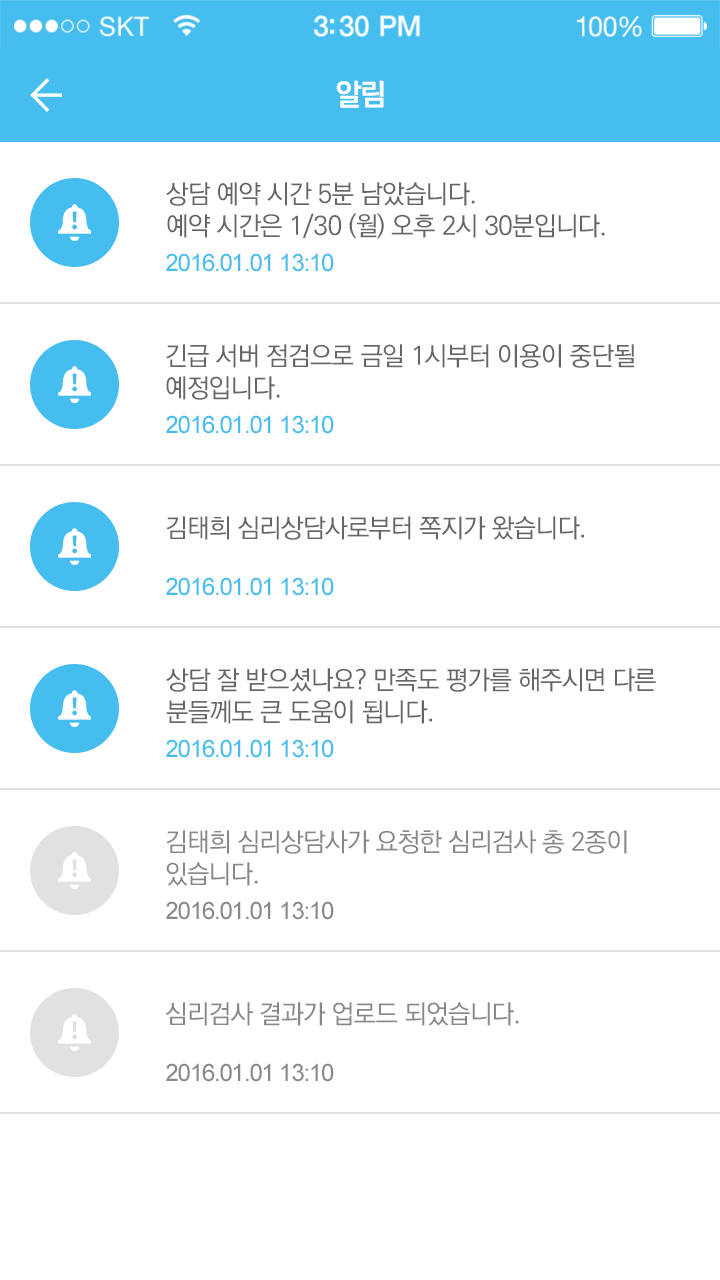 SKT 3:30 PM 100%
알림
상담 예약 시간 5분 남았습니다.
예약 시간은 1/30 (월) 오후 2시 30분입니다.
2016.01.01 13:10
긴급 서버 점검으로 금일 1시부터 이용이 중단될
예정입니다.
2016.01.01 13:10
김태희 심리상담사로부터 쪽지가 왔습니다.
2016.01.01 13:10
상담 잘 받으셨나요? 만족도 평가를 해주시면 다른
분들께도 큰 도움이 됩니다.
2016.01.01 13:10
김태희 심리상담사가 요청한 심리검사 총 2종이
있습니다.
2016.01.01 13:10
심리검사 결과가 업로드 되었습니다.
2016.01.01 13:10